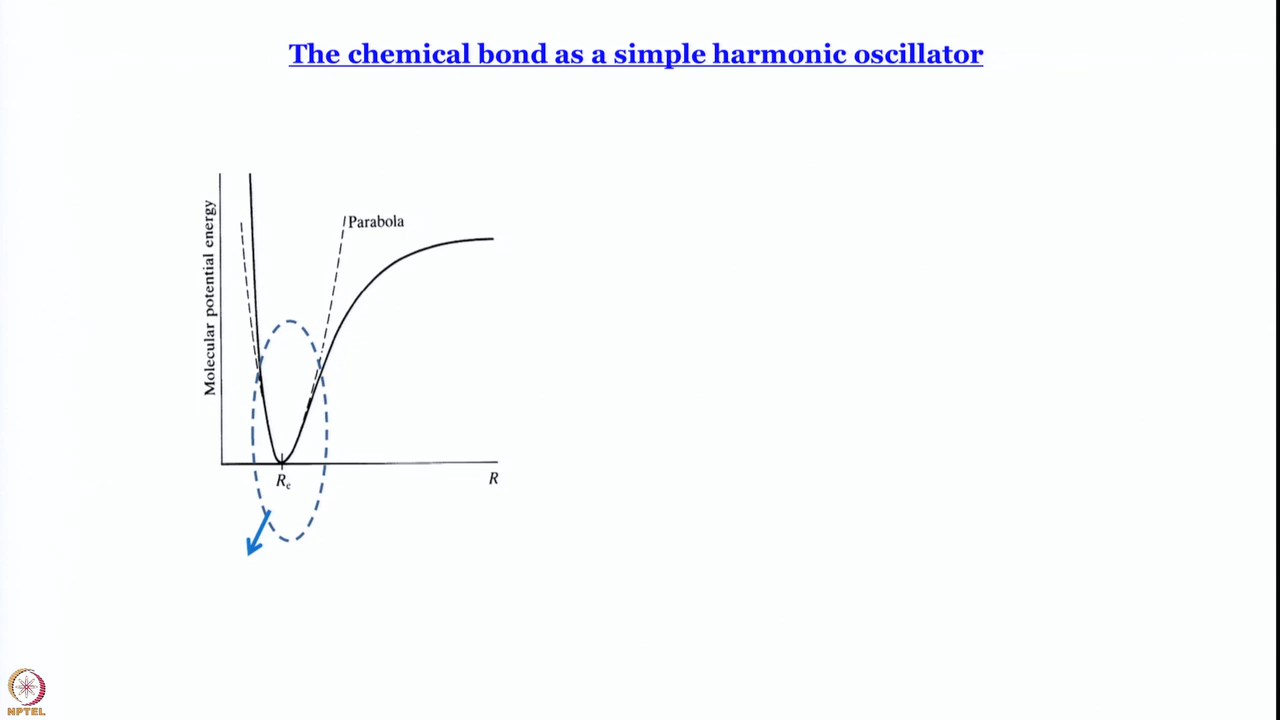 The chemical bond as a simple harmonic oscillator
Parabola
Molecular potential energy
Re
R
NPTEL